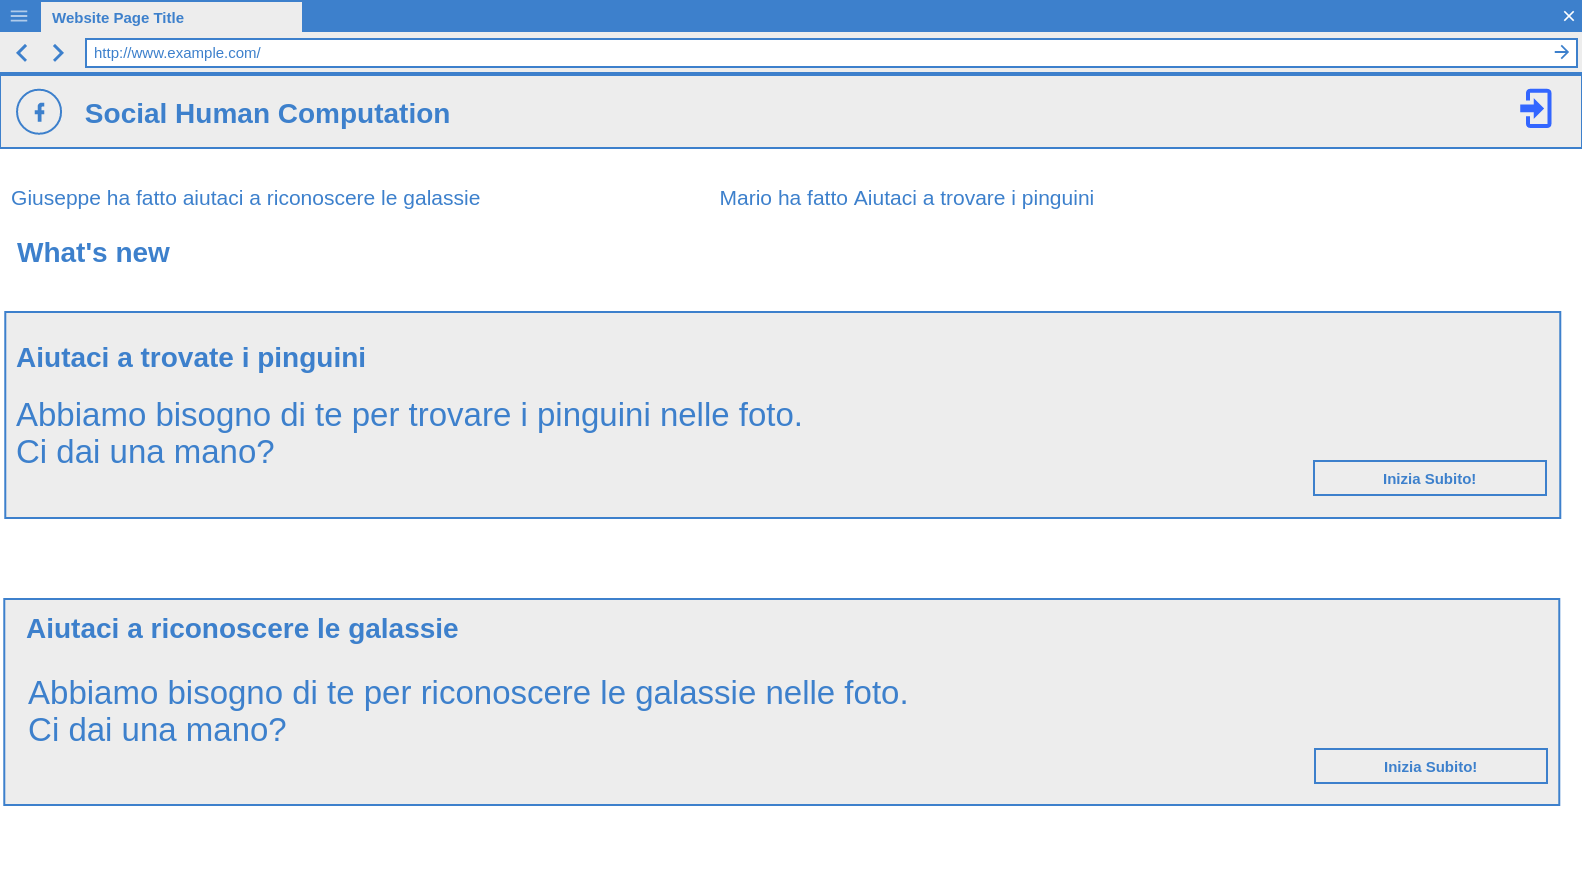 Website Page Title
http://www.example.com/
Social Human Computation
Giuseppe ha fatto aiutaci a riconoscere le galassie
Mario ha fatto Aiutaci a trovare i pinguini
What's new
Aiutaci a trovate i pinguini
Abbiamo bisogno di te per trovare i pinguini nelle foto.
Ci dai una mano?
Inizia Subito!
Aiutaci a riconoscere le galassie
Abbiamo bisogno di te per riconoscere le galassie nelle foto.
Ci dai una mano?
Inizia Subito!